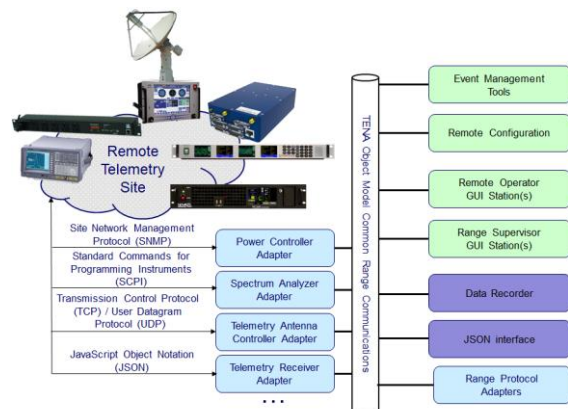 Remote
Telemetry
Site
Site Network Management
Protocol (SNMP)
Standard Commands for
Programming Instruments
(SCPI)
Transmission Control Protocol
(TCP) / User Datagram
Protocol (UDP)
JavaScript Object Notation
(JSON)
Power Controller
Adapter
Spectrum Analyzer
Adapter
Telemetry Antenna
Controller Adapter
Telemetry Receiver
Adapter
...
TENA Object Model Common Range Communications
Event Management
Tools
Remote Configuration
Remote Operator
GUI Station(s)
Range Supervisor
GUI Station(s)
Data Recorder
JSON interface
Range Protocol
Adapters